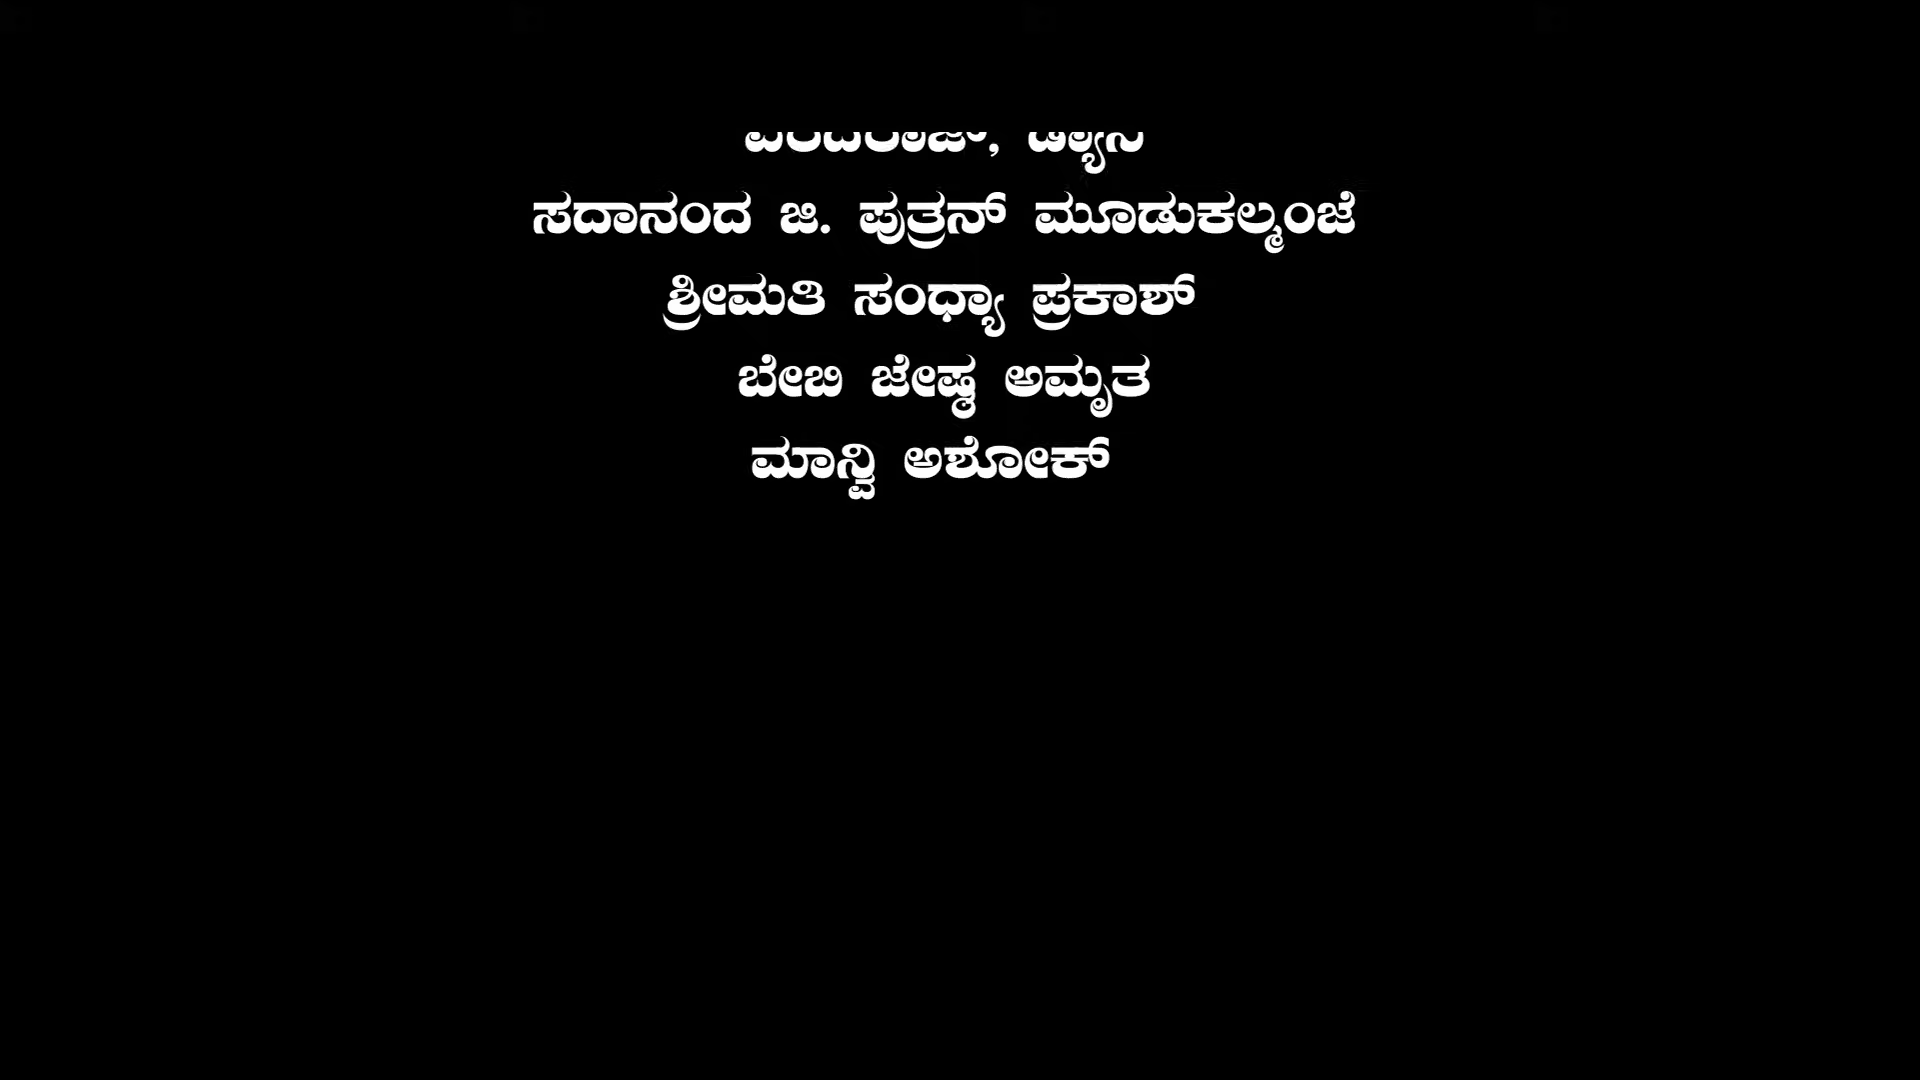 ಸದಾನಂದ ಜಿ. ಪುತ್ರನ್ ಮೂಡುಕಲ್ಮಂಜೆ
ಶ್ರೀಮತಿ ಸಂಧ್ಯಾ ಪ್ರಕಾಶ್
ಬೇಬಿ ಜೇಷ್ಠ ಅಮೃತ
ಮಾನ್ವಿ ಅಶೋಕ್